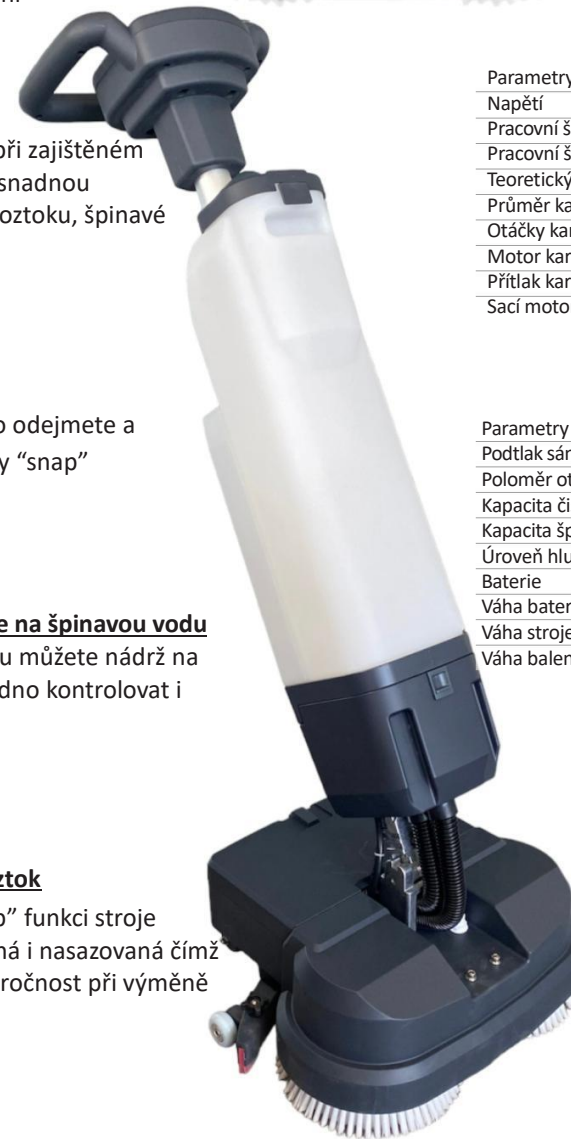 při zajištěném
snadnou
oztoku, špinavé
o odejmete a
y “snap”
e na špinavou vodu
u můžete nádrž na
dno kontrolovat i
ztok
” funkci stroje
ná i nasazovaná čímž
ročnost při výměně
Parametry
Napětí
Pracovní š
Pracovní š
Teoretický
Průměr ka
Otáčky kar
Motor kar
Přítlak kar
Sací moto
Parametry
Podtlak sán
Poloměr ot
Kapacita či
Kapacita šp
Úroveň hlu
Baterie
Váha bater
Váha stroje
Váha balen